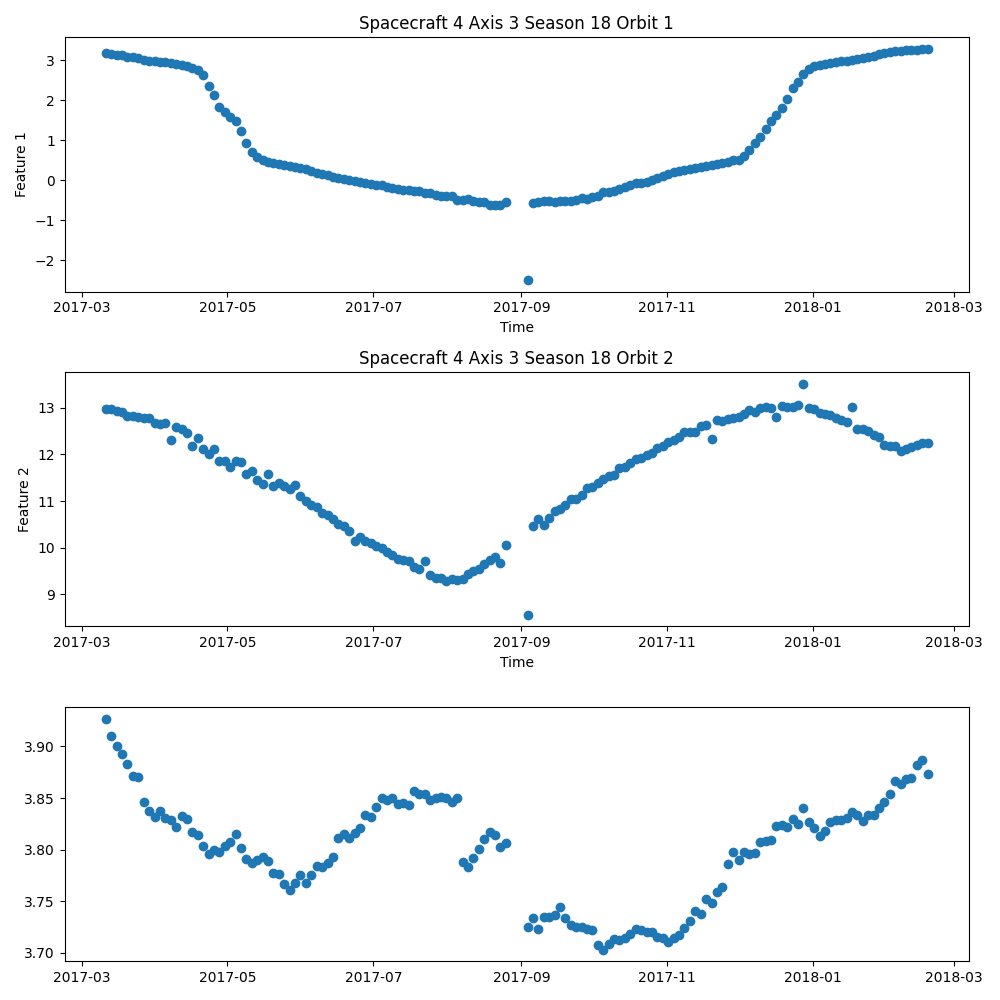 Spacecraft 4 Axis 3 Season 18 Orbit 1
3
2
1
0
−1
−2
Feature 1
2017-03 2017-05 2017-07 2017-09 2017-11 2018-01 2018-03
Time
Spacecraft 4 Axis 3 Season 18 Orbit 2
13
12
11
10
9
Feature 2
2017-03 2017-05 2017-07 2017-09 2017-11 2018-01 2018-03
Time
3.90
3.85
3.80
3.75
3.70
2017-03 2017-05 2017-07 2017-09 2017-11 2018-01 2018-03